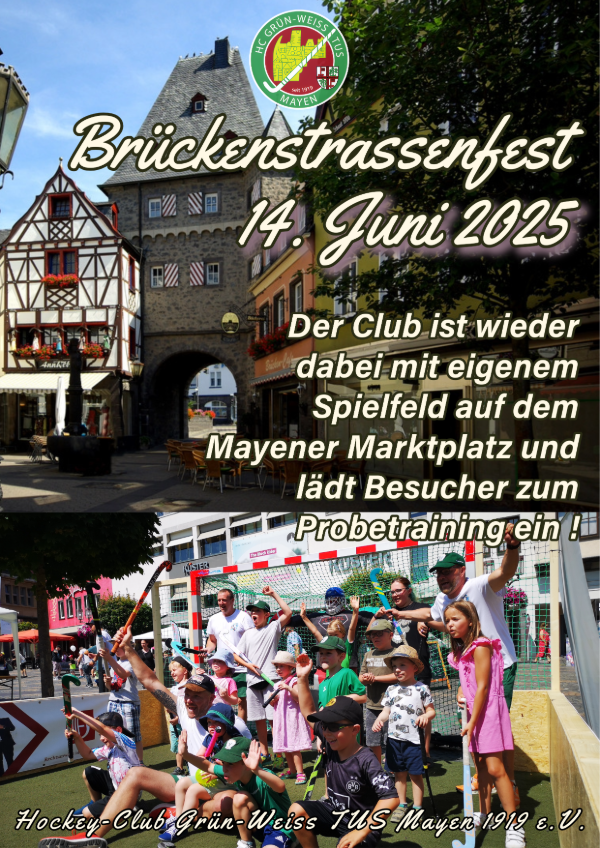 HC GRÜN-WEISS TUS
seit 1919
MAYEN
Brückenstrassenfest
14. Juni 2025
Der Club ist wieder
dabei mit eigenem
Spielfeld auf dem
Mayener Marktplatz und
lädt Besucher zum
Probetraining ein !
KÜSTER
Hockey-Club Grün-Weiss TUS Mayen 1919 e.V.